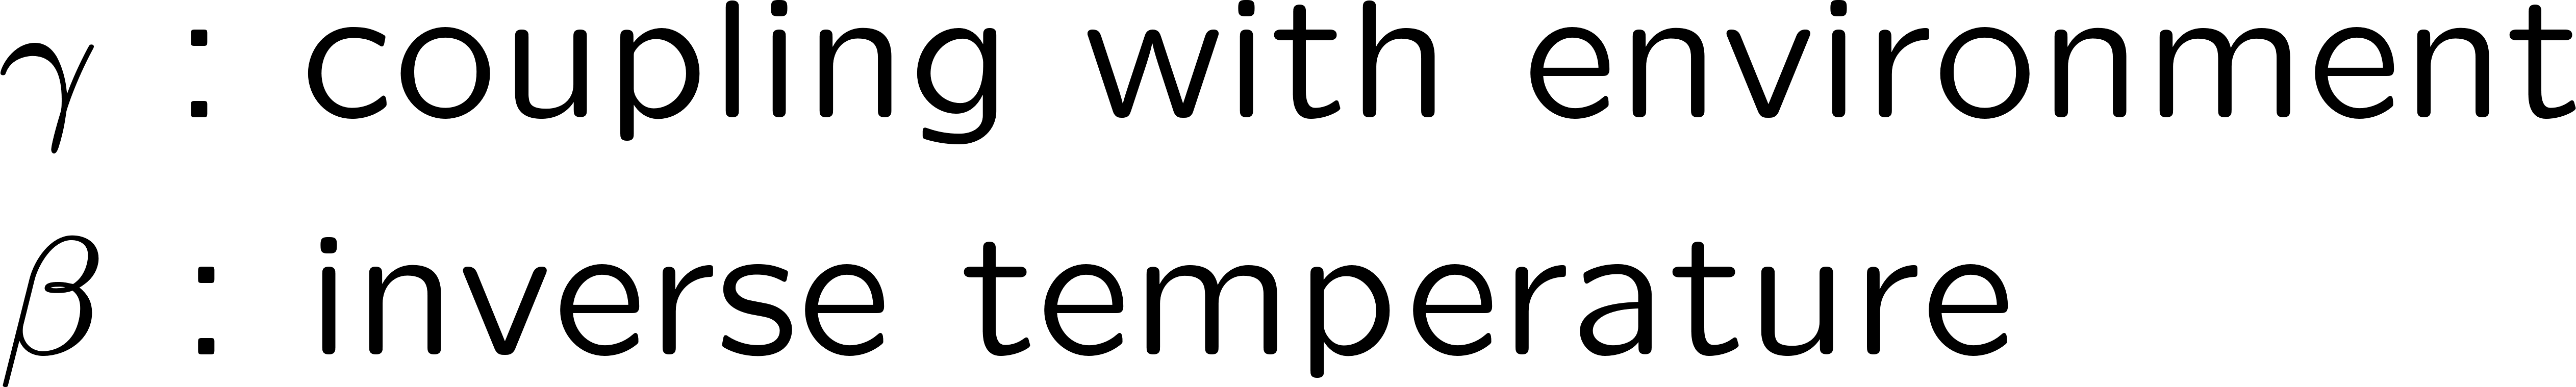 γ : coupling with environment
β : inverse temperature